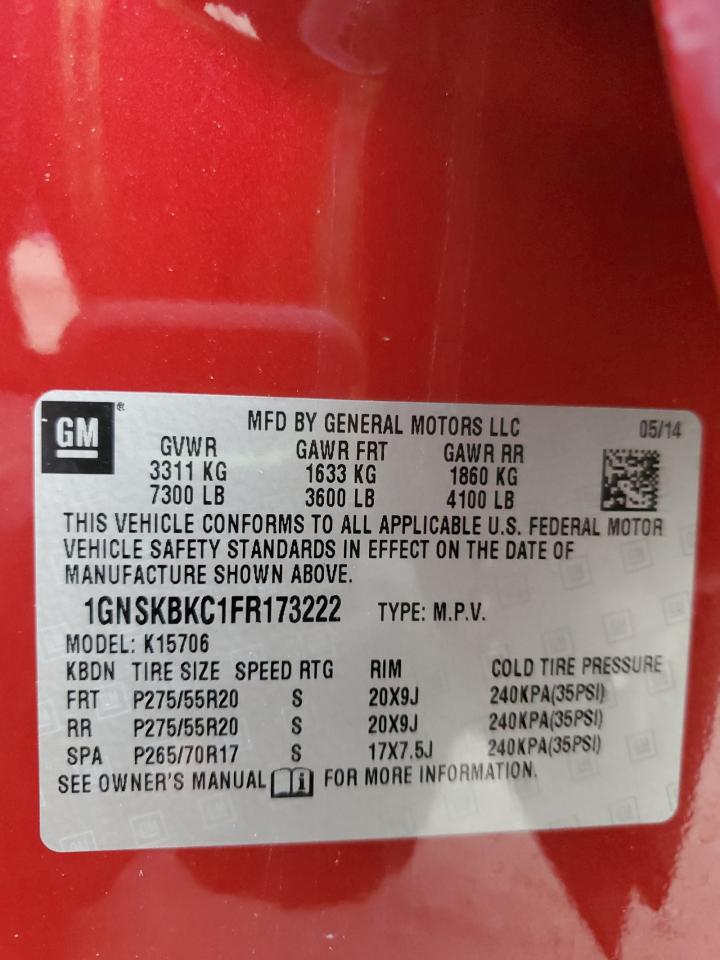 GM ® MFD BY GENERAL MOTORS LLC 05/14
GVWR GAWR FRT GAWR RR
3311 KG 1633 KG 1860 KG
7300 LB 3600 LB 4100 LB
THIS VEHICLE CONFORMS TO ALL APPLICABLE U.S. FEDERAL MOTOR
VEHICLE SAFETY STANDARDS IN EFFECT ON THE DATE OF
MANUFACTURE SHOWN ABOVE.
1GNSKBKC1FR173222 TYPE: M.P.V.
MODEL: K15706
KBDN TIRE SIZE SPEED RTG RIM COLD TIRE PRESSURE
FRT P275/55R20 S 20X9J 240KPA(35PSI)
RR P275/55R20 S 20X9J 240KPA(35PSI)
SPA P265/70R17 S 17X7.5J 240KPA(35PSI)
SEE OWNER'S MANUAL i FOR MORE INFORMATION.